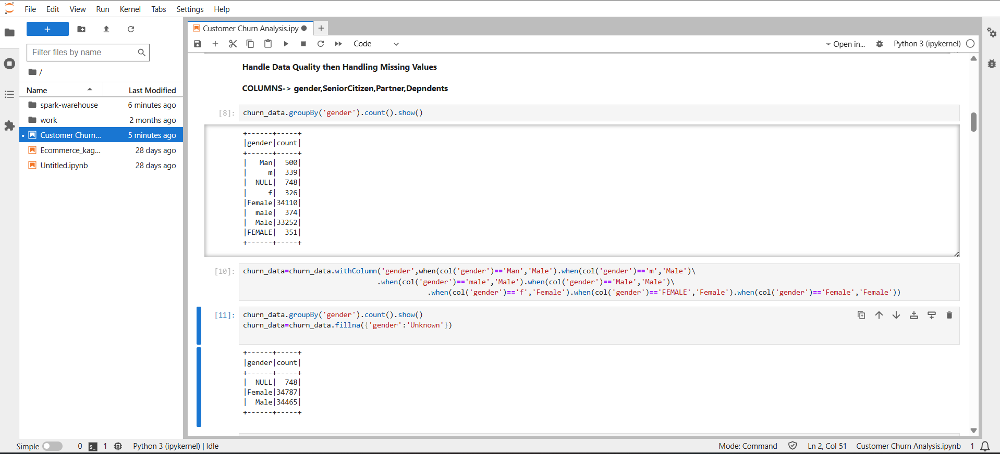 File Edit View Run Kernel Tabs Settings Help
Filter files by name
/
Name Last Modified
spark-warehouse 6 minutes ago
work 2 months ago
Customer Churn... 5 minutes ago
Ecommerce_kag... 28 days ago
Untitled.ipynb 28 days ago
Customer Churn Analysis.ipy
Code
Open in...
Python 3 (ipykernel)
Handle Data Quality then Handling Missing Values
COLUMNS-> gender,SeniorCitizen,Partner,Depndents
[8]: churn_data.groupBy('gender').count().show()
+------+-----+
|gender|count|
+------+-----+
|   Man|  500|
|     m|  339|
|  NULL|  748|
|     f|  326|
|Female|34110|
|  male|  374|
|  Male|33252|
|FEMALE|  351|
+------+-----+
[10]: churn_data=churn_data.withColumn('gender',when(col('gender')=='Man','Male').when(col('gender')=='m','Male')\
.when(col('gender')=='male','Male').when(col('gender')=='Male','Male')\
.when(col('gender')=='f','Female').when(col('gender')=='FEMALE','Female').when(col('gender')=='Female','Female'))
[11]: churn_data.groupBy('gender').count().show()
churn_data=churn_data.fillna({'gender':'Unknown'})
+------+-----+
|gender|count|
+------+-----+
|  NULL|  748|
|Female|34787|
|  Male|34465|
+------+-----+
Simple 0 $_ 1 Python 3 (ipykernel) | Idle Mode: Command Ln 2, Col 51 Customer Churn Analysis.ipynb 1